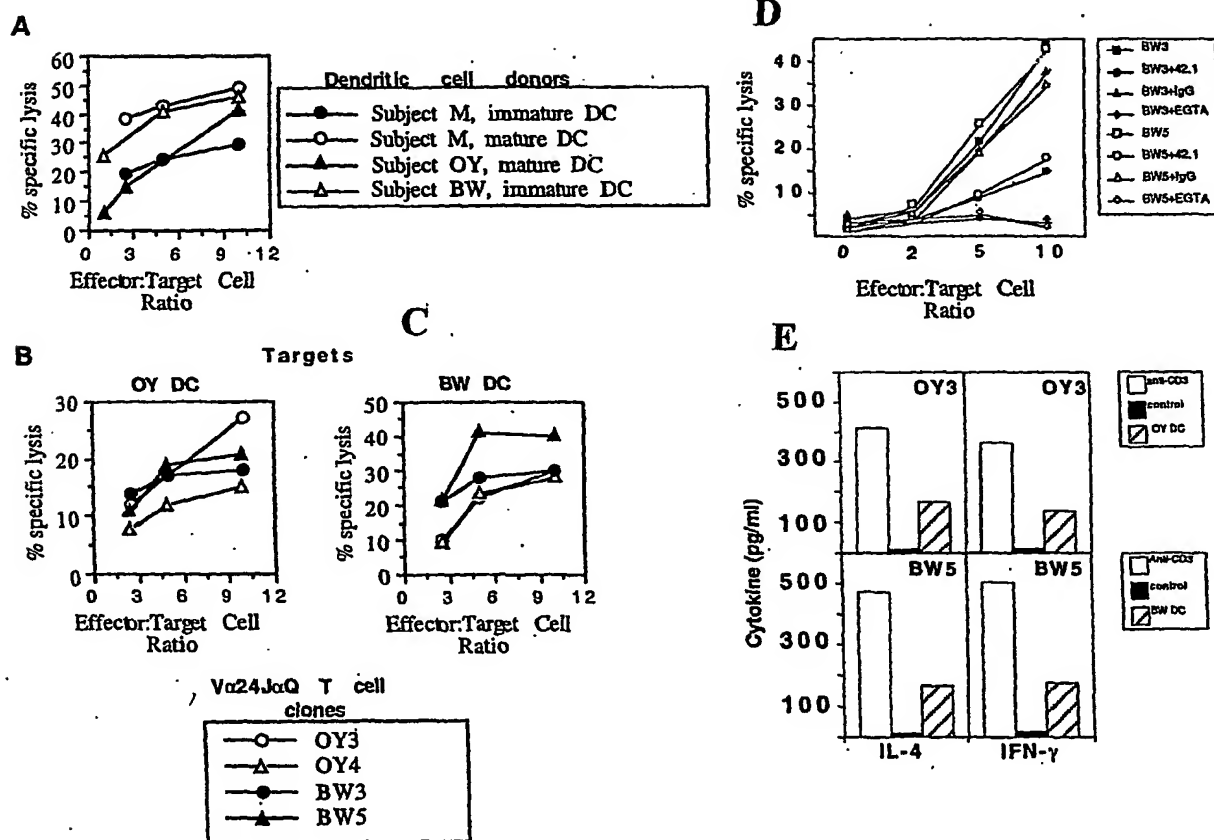 A
60
50
40
30
20
10
0
% specific lysis
0 3 6 9 12
Effector:Target Cell
Ratio
Dendritic cell donors
Subject M, immature DC
Subject M, mature DC
Subject OY, mature DC
Subject BW, immature DC
D
40
30
20
10
% specific lysis
0 2 5 10
Efector:Target Cell
Ratio
BW3
BW3+42.1
BW3+IgG
BW3+EGTA
BW5
BW5+42.1
BW5+IgG
BW5+EGTA
B
C
Targets
OY DC
30
20
10
0
% specific lysis
0 3 6 9 12
Effector:Target Cell
Ratio
BW DC
50
40
30
20
10
0
% specific lysis
0 3 6 9 12
Effector:Target Cell
Ratio
Vα24JαQ T cell
clones
OY3
OY4
BW3
BW5
E
OY3 OY3
500
300
100
BW5 BW5
500
300
100
Cytokine (pg/ml)
IL-4 IFN-γ
anti-CD3
control
OY DC
Anti-CD3
control
BW DC